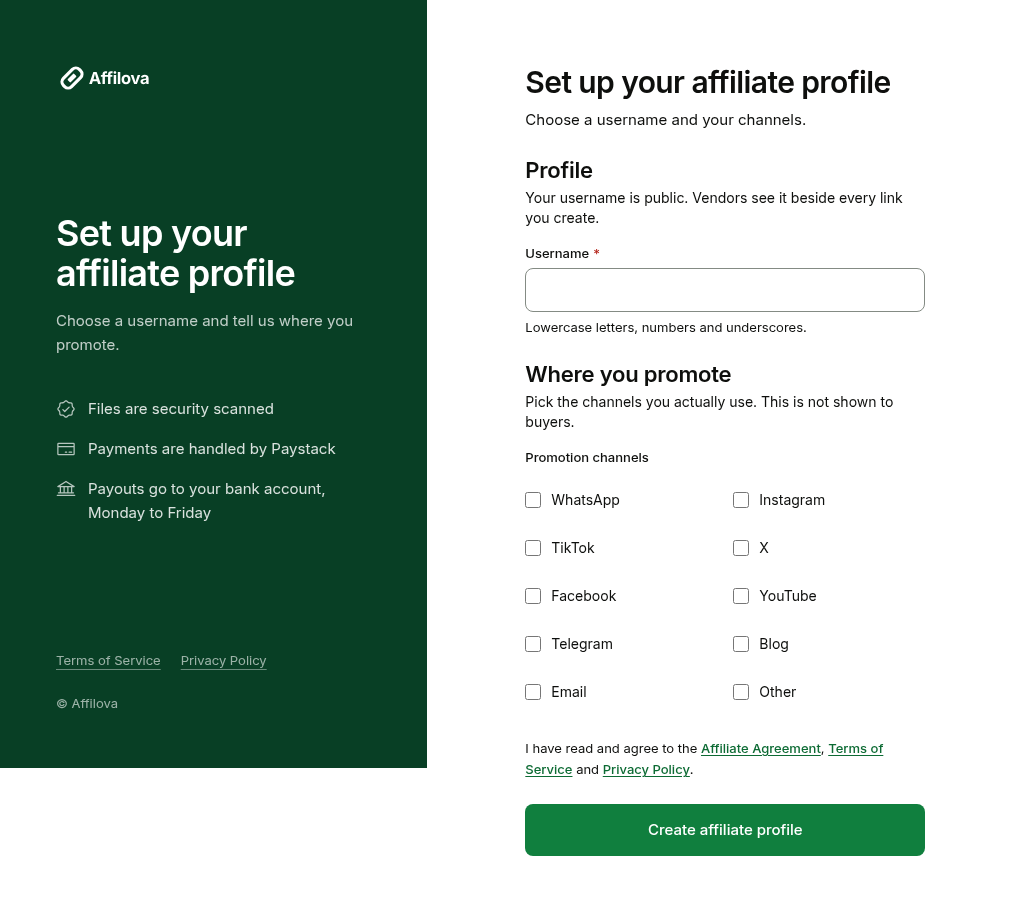 Affilova
Set up your
affiliate profile
Choose a username and tell us where you
promote.
Files are security scanned
Payments are handled by Paystack
Payouts go to your bank account,
Monday to Friday
Terms of Service Privacy Policy
© Affilova
Set up your affiliate profile
Choose a username and your channels.
Profile
Your username is public. Vendors see it beside every link
you create.
Username *
Lowercase letters, numbers and underscores.
Where you promote
Pick the channels you actually use. This is not shown to
buyers.
Promotion channels
WhatsApp Instagram
TikTok X
Facebook YouTube
Telegram Blog
Email Other
I have read and agree to the Affiliate Agreement, Terms of
Service and Privacy Policy.
Create affiliate profile